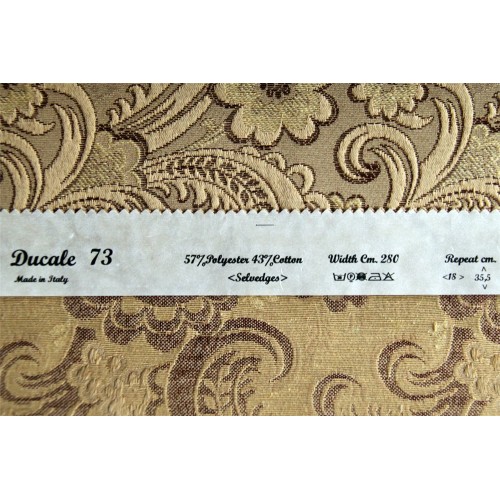 Ducale 73 57%Polyester 43%Cotton Width Cm. 280 Repeat cm.
Made in Italy <Selvedges> <18> 35,5